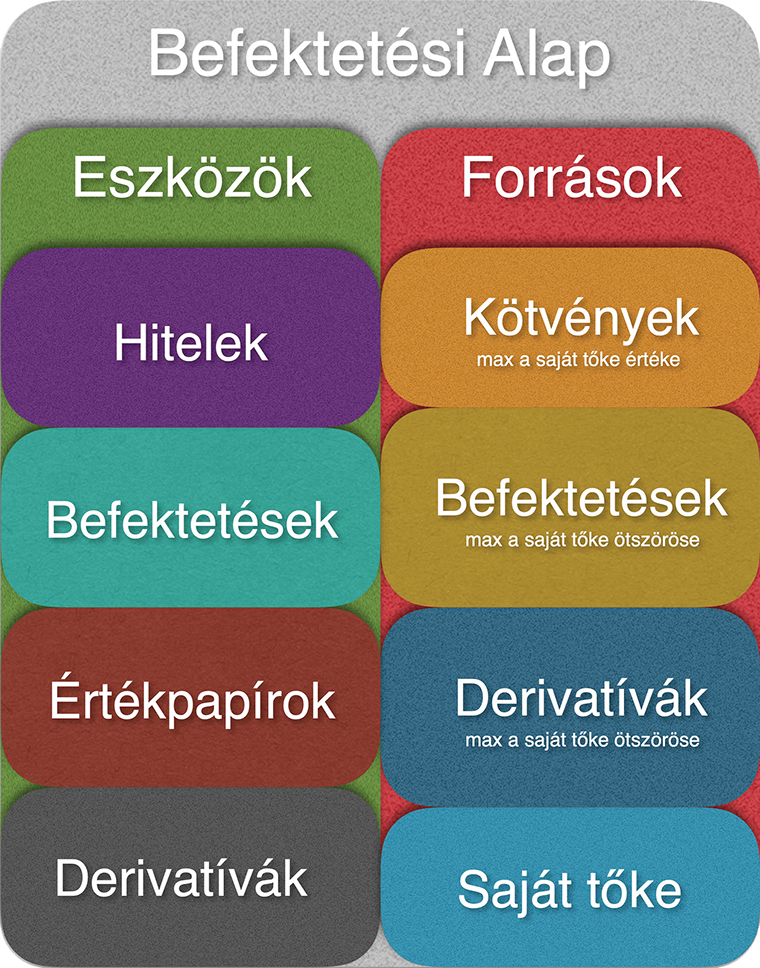 Befektetési Alap
Eszközök
Források
Hitelek
Kötvények
max a saját tőke értéke
Befektetések
Befektetések
max a saját tőke ötszöröse
Értékpapírok
Derivatívák
max a saját tőke ötszöröse
Derivatívák
Saját tőke